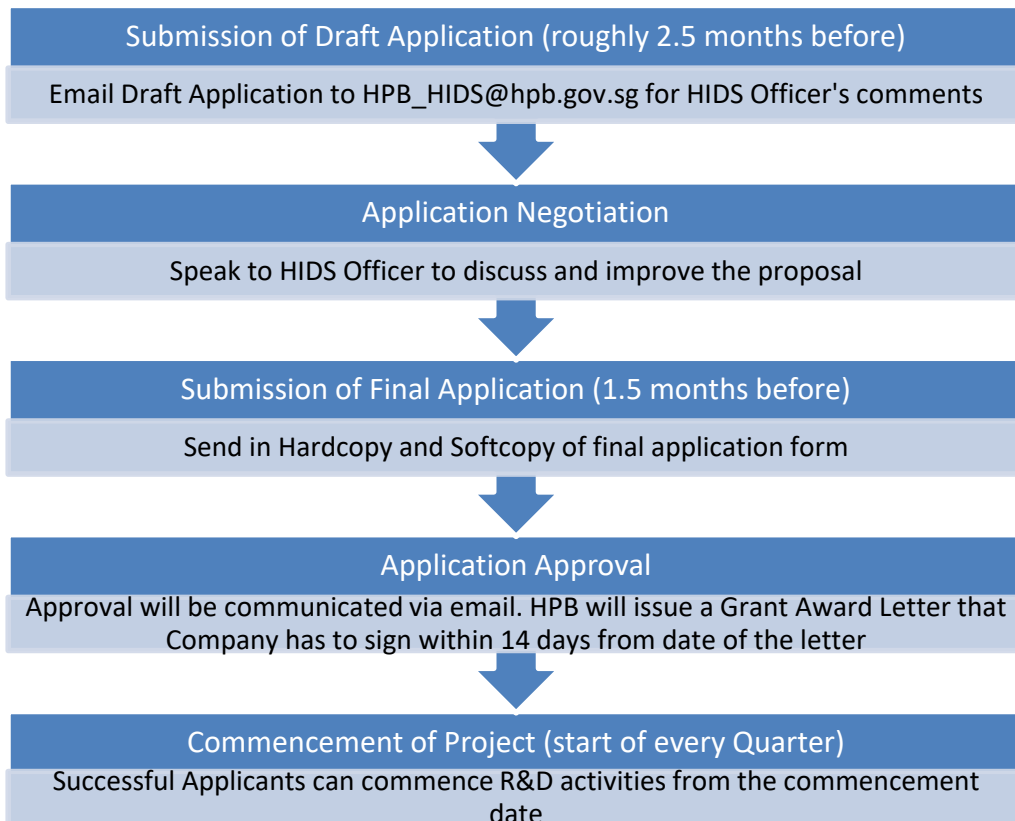 Submission of Draft Application (roughly 2.5 months before)
Email Draft Application to HPB_HIDS@hpb.gov.sg for HIDS Officer's comments
Application Negotiation
Speak to HIDS Officer to discuss and improve the proposal
Submission of Final Application (1.5 months before)
Send in Hardcopy and Softcopy of final application form
Application Approval
Approval will be communicated via email. HPB will issue a Grant Award Letter that
Company has to sign within 14 days from date of the letter
Commencement of Project (start of every Quarter)
Successful Applicants can commence R&D activities from the commencement
date